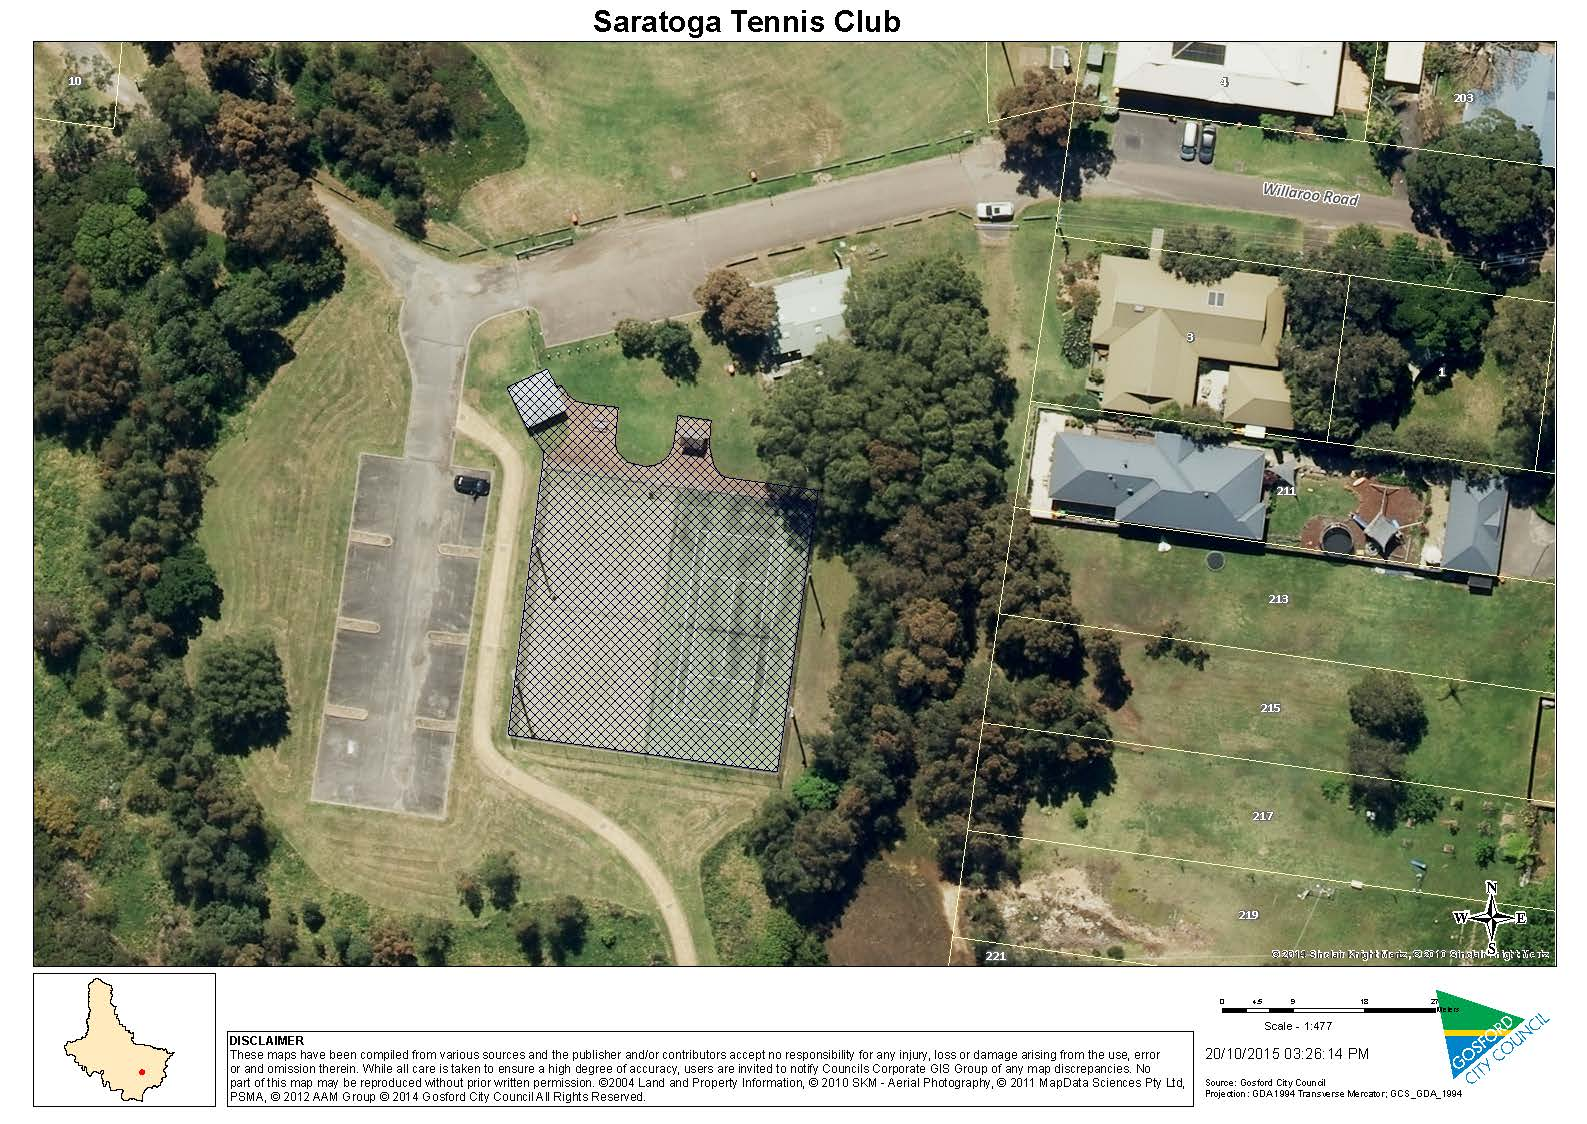 Saratoga Tennis Club
10
4
203
Willaroo Road
3
1
211
213
215
217
219
221
N
W E
S
DISCLAIMER
These maps have been compiled from various sources and the publisher and/or contributors accept no responsibility for any injury, loss or damage arising from the use, error
or and omission therein. While all care is taken to ensure a high degree of accuracy, users are invited to notify Councils Corporate GIS Group of any map discrepancies. No
part of this map may be reproduced without prior written permission. ©2004 Land and Property Information, © 2010 SKM - Aerial Photography, © 2011 MapData Sciences Pty Ltd,
PSMA, © 2012 AAM Group © 2014 Gosford City Council All Rights Reserved.
0 4.5 9 18 27
Meters
Scale - 1:477
20/10/2015 03:26:14 PM
Source: Gosford City Council
Projection: GDA1994 Transverse Mercator; GCS_GDA_1994
GOSFORD
CITY COUNCIL